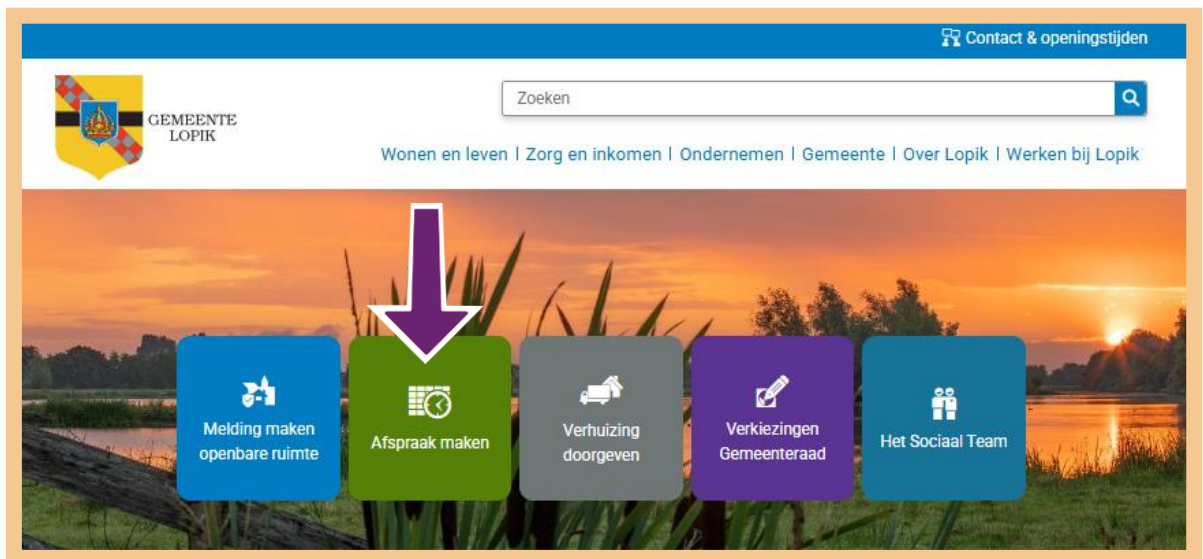 Contact & openingstijden
Zoeken
GEMEENTE
LOPIK
Wonen en leven | Zorg en inkomen | Ondernemen | Gemeente | Over Lopik | Werken bij Lopik
Melding maken
openbare ruimte
Afspraak maken
Verhuizing
doorgeven
Verkiezingen
Gemeenteraad
Het Sociaal Team